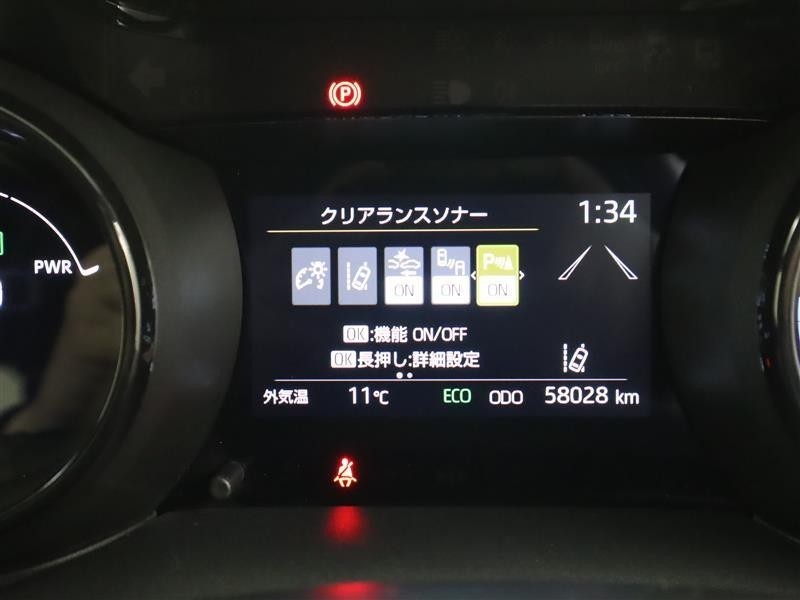 P
クリアランスソナー 1:34
PWR
P
ON ON ON
OK:機能 ON/OFF
OK長押し:詳細設定
外気温 11℃ ECO ODO 58028 km